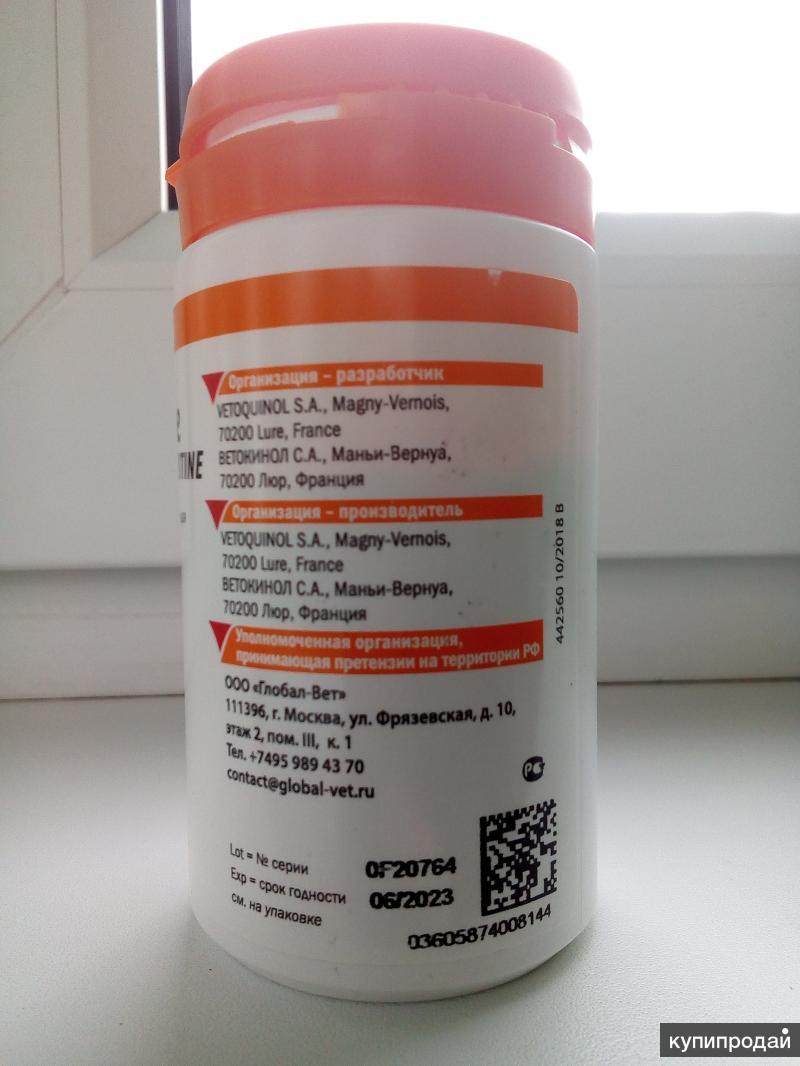 Организация – разработчик
VETOQUINOL S.A., Magny-Vernois,
70200 Lure, France
ВЕТОКИНОЛ С.А., Маньи-Вернуа,
70200 Люр, Франция
TINE
Организация – производитель
VETOQUINOL S.A., Magny-Vernois,
70200 Lure, France
ВЕТОКИНОЛ С.А., Маньи-Вернуа,
70200 Люр, Франция
Уполномоченная организация,
принимающая претензии на территории РФ
ООО «Глобал-Вет»
111396, г. Москва, ул. Фрязевская, д. 10,
этаж 2, пом. III, к. 1
Тел. +7495 989 43 70
contact@global-vet.ru
442560 10/2018 B
Lot = № серии
0F20764
Exp = срок годности
06/2023
см. на упаковке
03605874008144
купипродай